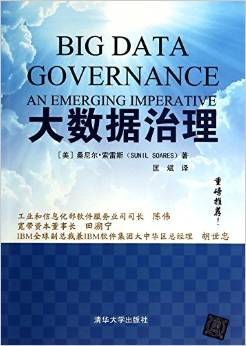 BIG DATA
GOVERNANCE
AN EMERGING IMPERATIVE
大数据治理
[美] 桑尼尔·索雷斯 (SUNIL SOARES) 著
匡斌 译
重磅推荐!
工业和信息化部软件服务业司司长 陈伟
宽带资本董事长 田溯宁
IBM全球副总裁兼IBM软件集团大中华区总经理 胡世忠
清华大学出版社